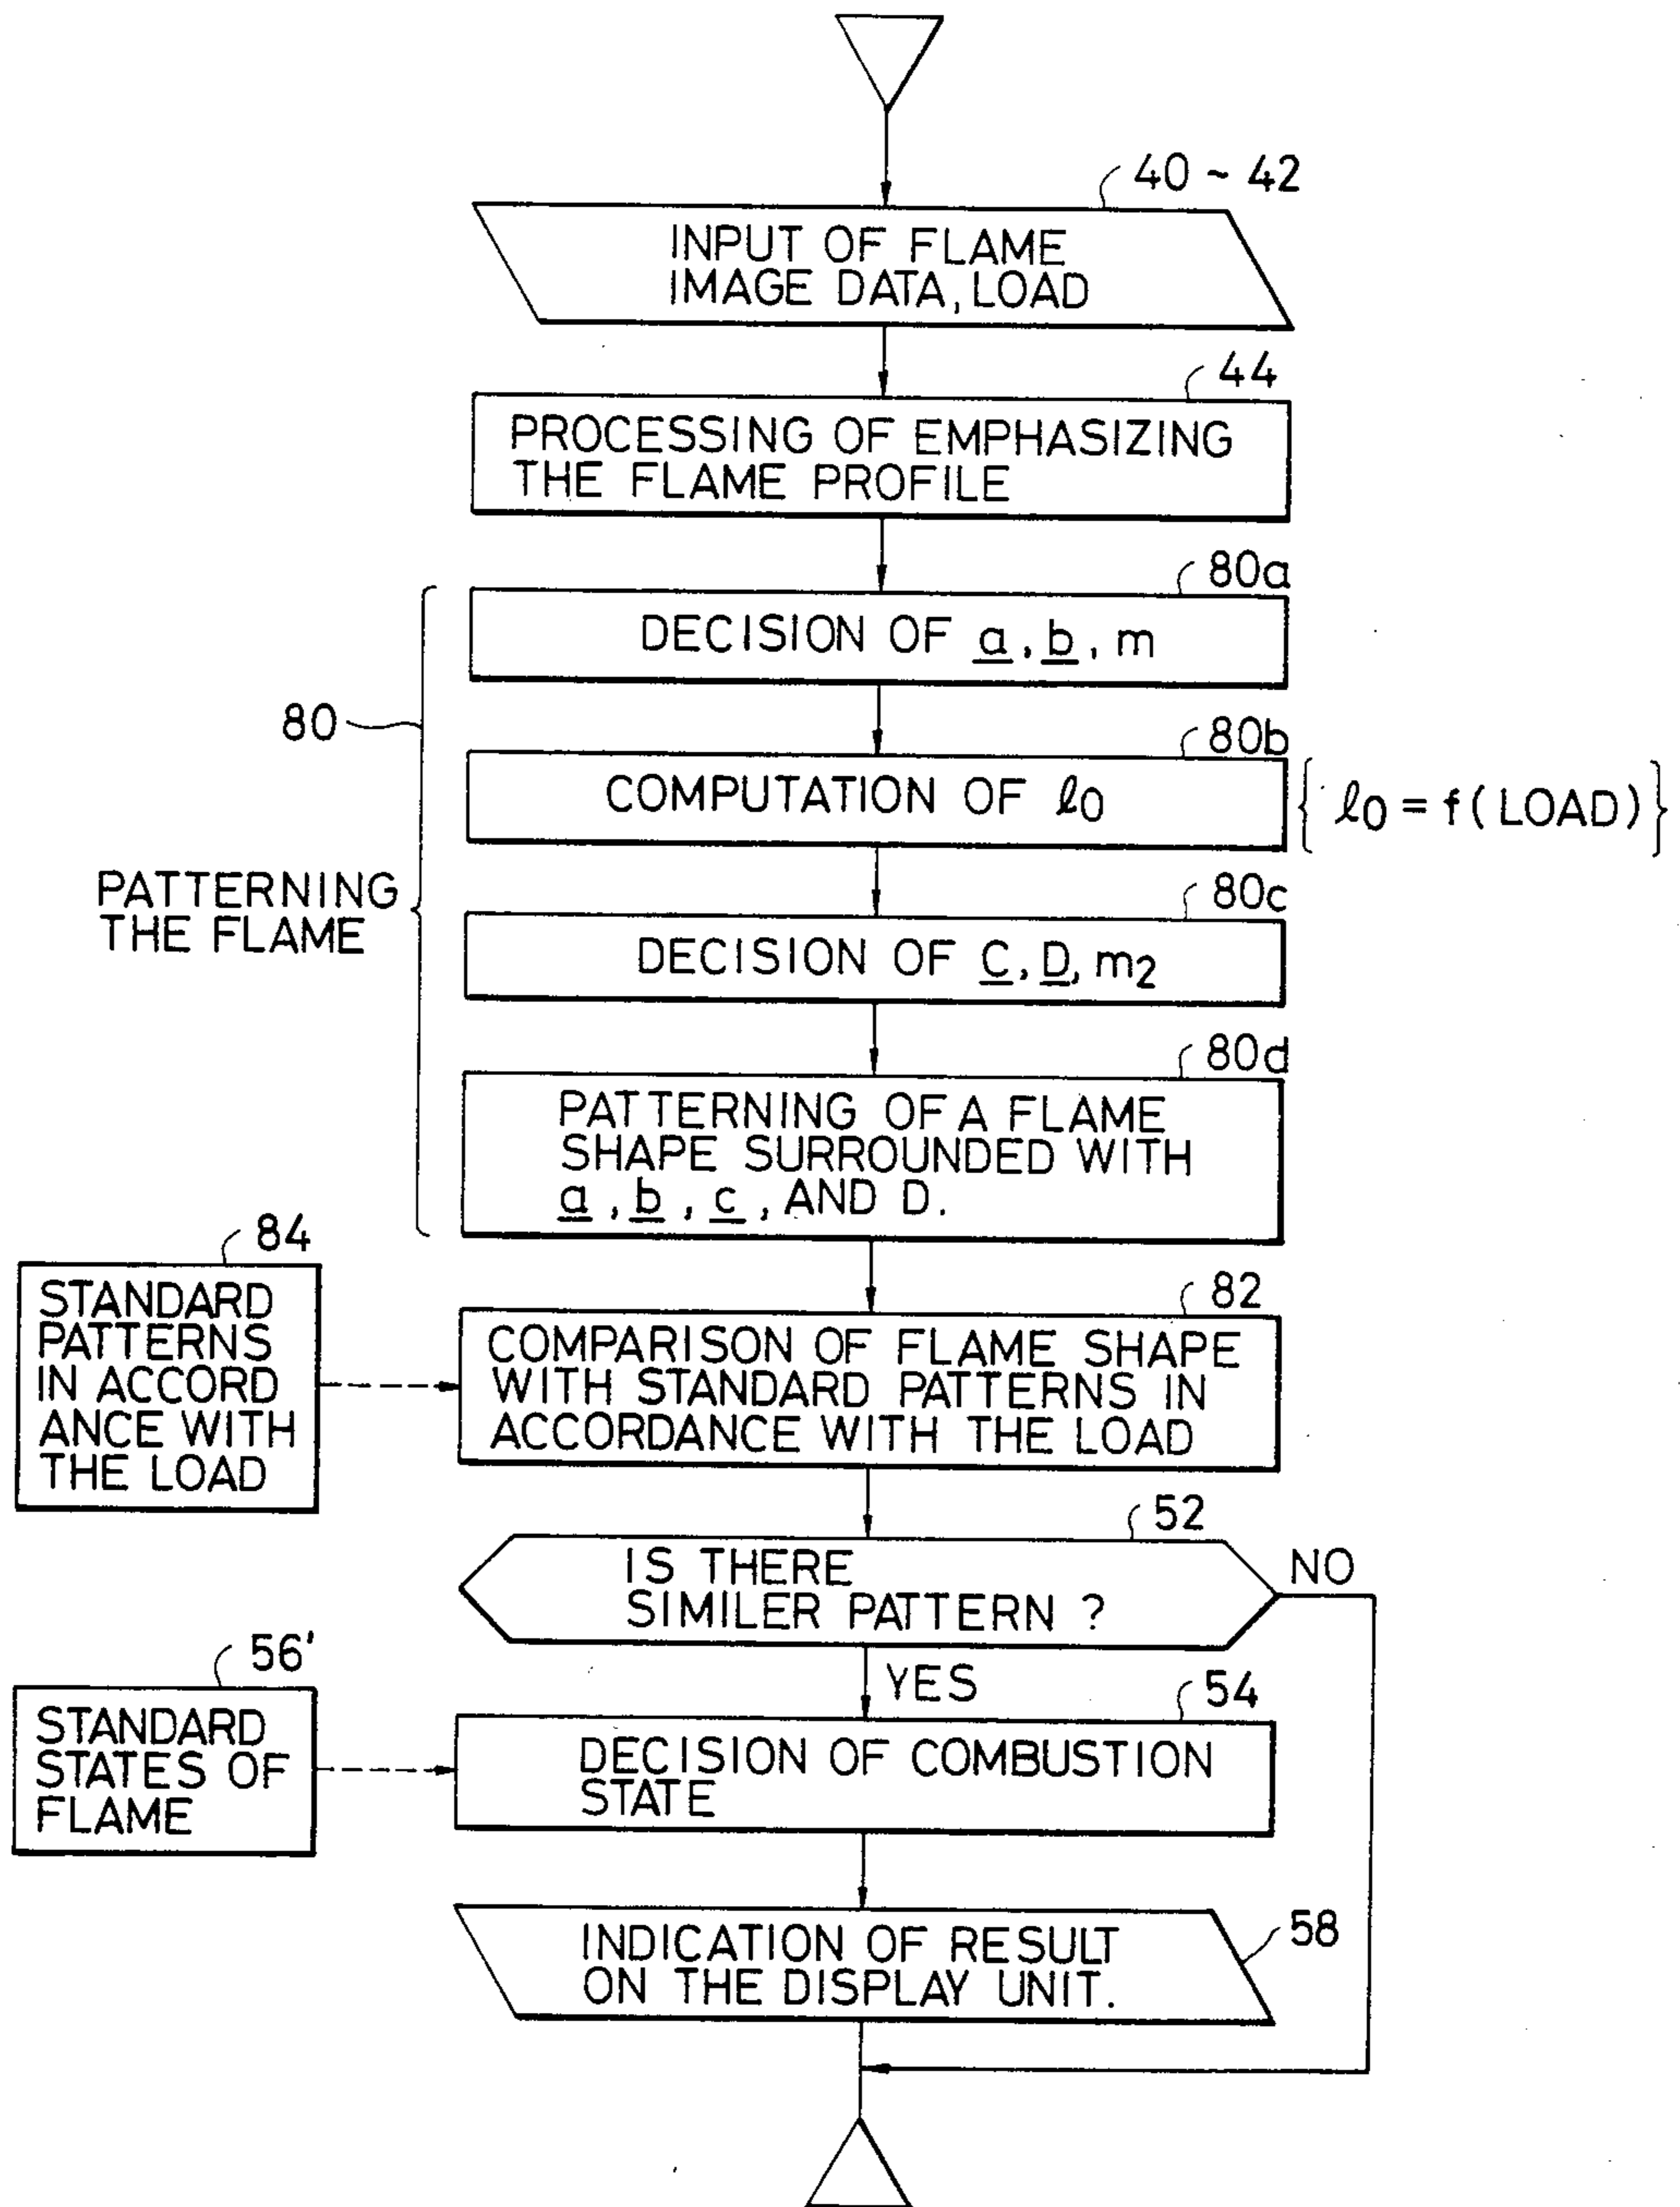 40 ~ 42
INPUT OF FLAME
IMAGE DATA, LOAD
44
PROCESSING OF EMPHASIZING
THE FLAME PROFILE
80a
DECISION OF a, b, m
80
80b
COMPUTATION OF ℓ0
{ ℓ0 = f(LOAD) }
PATTERNING
THE FLAME
80c
DECISION OF C, D, m2
80d
PATTERNING OF A FLAME
SHAPE SURROUNDED WITH
a, b, c, AND D.
84
STANDARD
PATTERNS
IN ACCORD
ANCE WITH
THE LOAD
82
COMPARISON OF FLAME SHAPE
WITH STANDARD PATTERNS IN
ACCORDANCE WITH THE LOAD
52
IS THERE
SIMILER PATTERN ?
NO
YES
56'
STANDARD
STATES OF
FLAME
54
DECISION OF COMBUSTION
STATE
58
INDICATION OF RESULT
ON THE DISPLAY UNIT.